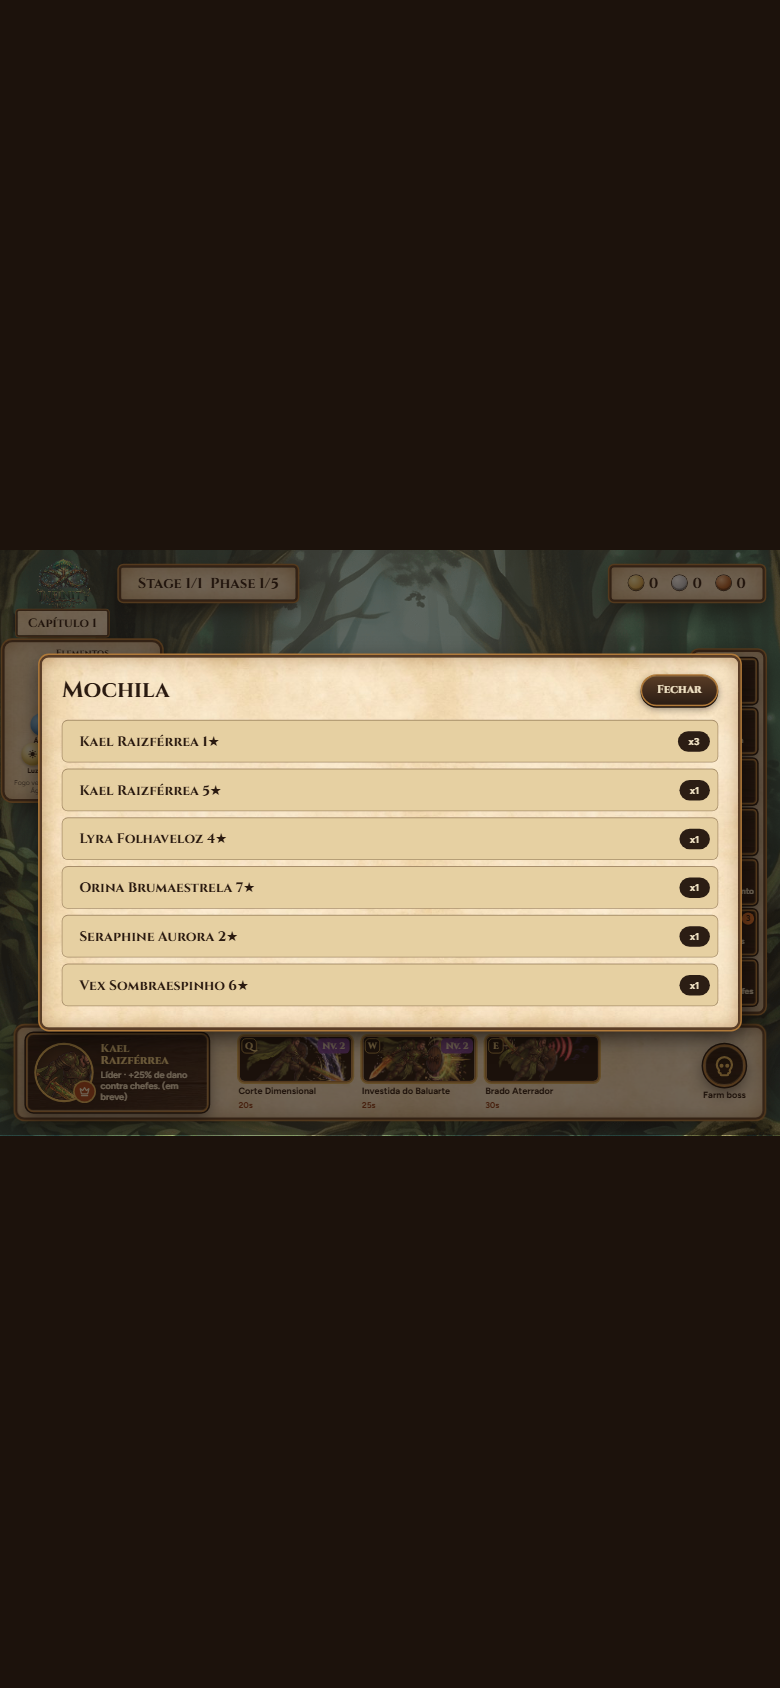 Stage 1/1 Phase 1/5
0 0 0
Capítulo 1
Elementos
Mochila
Fechar
Kael Raizférrea 1★ x3
Kael Raizférrea 5★ x1
Lyra Folhaveloz 4★ x1
Orina Brumaestrela 7★ x1
Seraphine Aurora 2★ x1
Vex Sombraespinho 6★ x1
3
Kael
Raizférrea
Líder · +25% de dano
contra chefes. (em
breve)
Q Nv. 2
Corte Dimensional
20s
W Nv. 2
Investida do Baluarte
25s
E
Brado Aterrador
30s
Farm boss